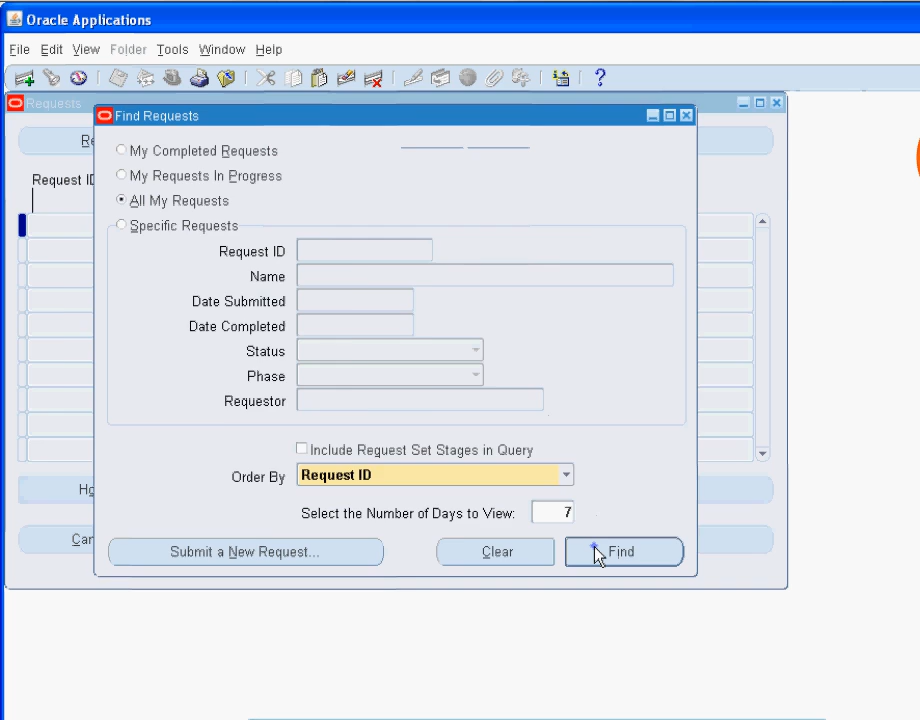 Oracle Applications
File Edit View Folder Tools Window Help
Requests
Find Requests
My Completed Requests
My Requests In Progress
Request ID
All My Requests
Specific Requests
Request ID
Name
Date Submitted
Date Completed
Status
Phase
Requestor
Include Request Set Stages in Query
Order By Request ID
Select the Number of Days to View: 7
Submit a New Request... Clear Find